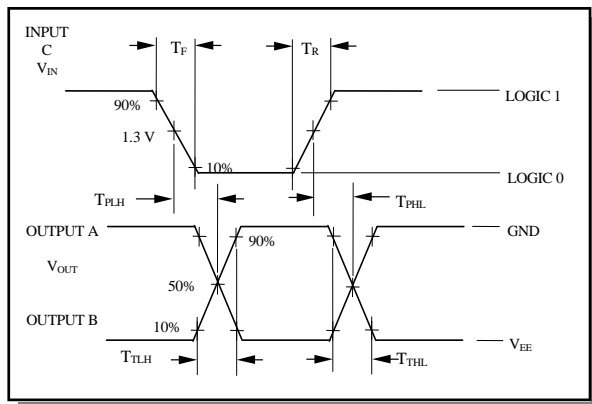 INPUT
C
VIN
TF
TR
90%
1.3 V
10%
LOGIC 1
LOGIC 0
TPLH
TPHL
OUTPUT A
90%
GND
VOUT
50%
OUTPUT B
10%
VEE
TTLH
TTHL